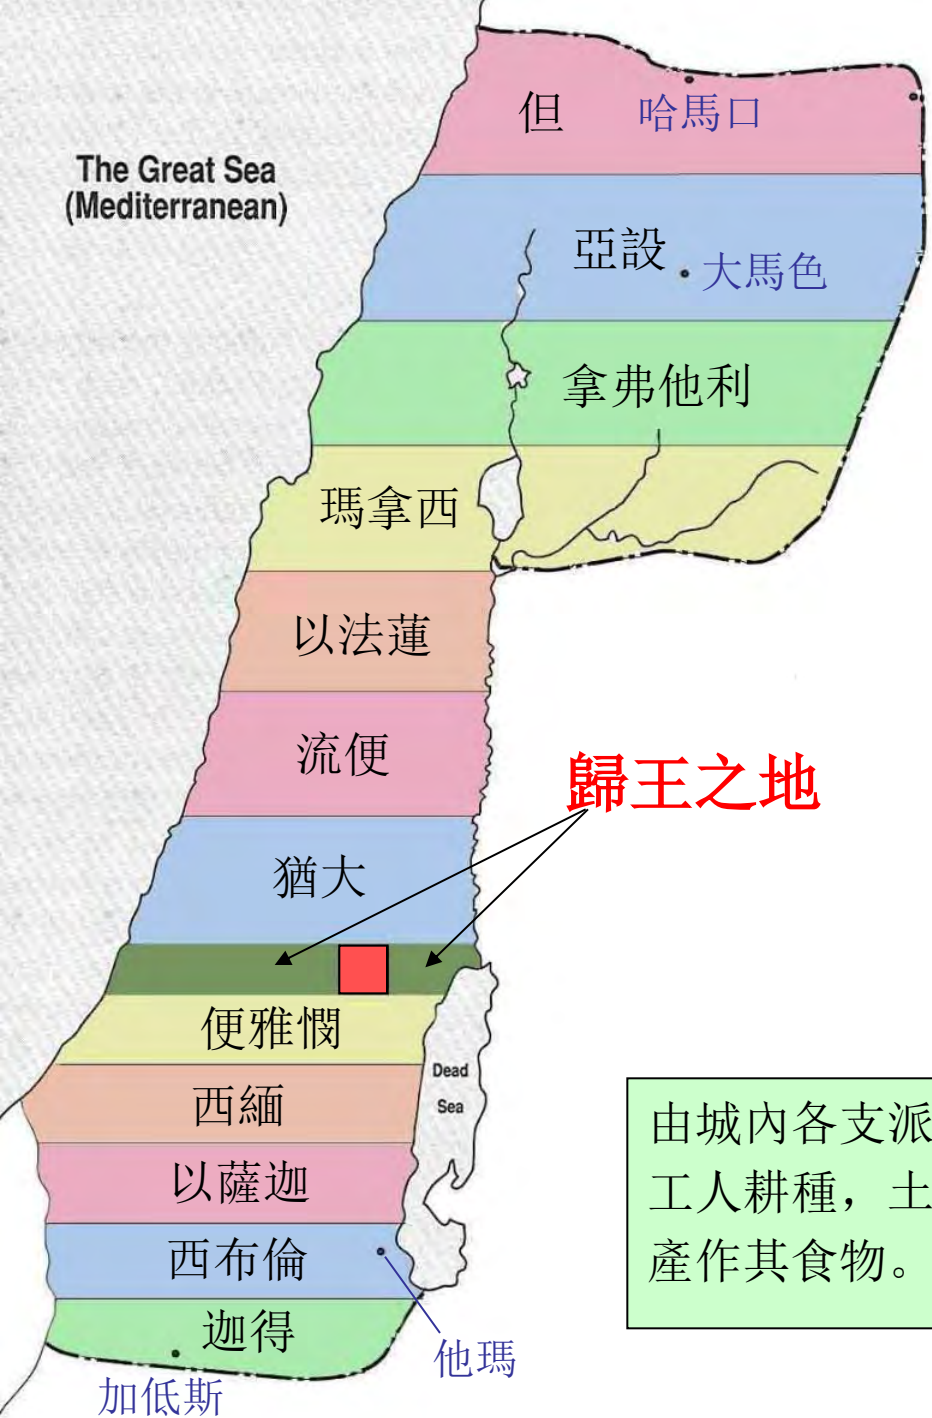 但 哈馬口
The Great Sea
(Mediterranean)
亞設 大馬色
拿弗他利
瑪拿西
以法蓮
流便
歸王之地
猶大
便雅憫
Dead
Sea
西緬
以薩迦
西布倫
迦得
他瑪
加低斯
由城內各支派
工人耕種，土
產作其食物。